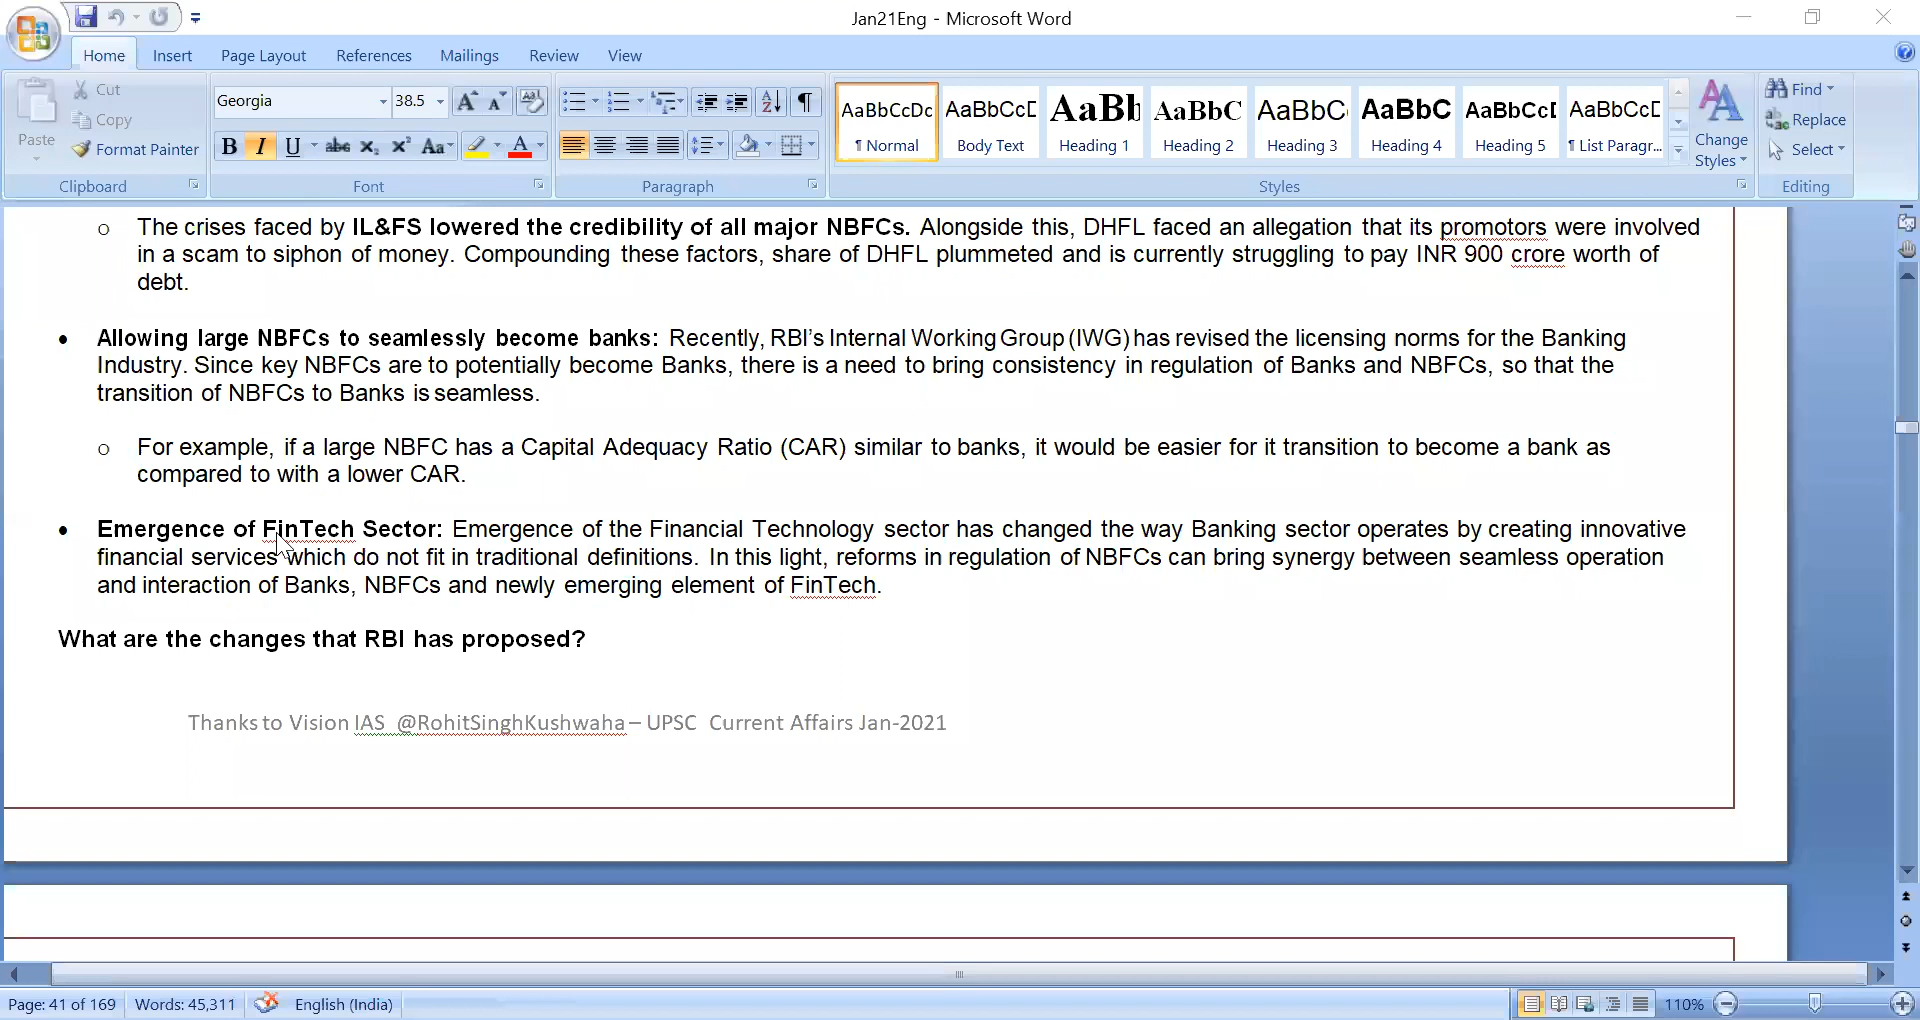 Jan21Eng - Microsoft Word
Home Insert Page Layout References Mailings Review View
Paste
Cut
Copy
Format Painter
Clipboard
Georgia 38.5
Font
Paragraph
AaBbCcDc AaBbCcD AaBb AaBbC AaBbC AaBbC AaBbCcD AaBbCcD
¶ Normal Body Text Heading 1 Heading 2 Heading 3 Heading 4 Heading 5 ¶ List Paragr...
Change Styles
Styles
Find
Replace
Select
Editing
o The crises faced by IL&FS lowered the credibility of all major NBFCs. Alongside this, DHFL faced an allegation that its promotors were involved
in a scam to siphon of money. Compounding these factors, share of DHFL plummeted and is currently struggling to pay INR 900 crore worth of
debt.
• Allowing large NBFCs to seamlessly become banks: Recently, RBI's Internal Working Group (IWG) has revised the licensing norms for the Banking
Industry. Since key NBFCs are to potentially become Banks, there is a need to bring consistency in regulation of Banks and NBFCs, so that the
transition of NBFCs to Banks is seamless.
o For example, if a large NBFC has a Capital Adequacy Ratio (CAR) similar to banks, it would be easier for it transition to become a bank as
compared to with a lower CAR.
• Emergence of FinTech Sector: Emergence of the Financial Technology sector has changed the way Banking sector operates by creating innovative
financial services which do not fit in traditional definitions. In this light, reforms in regulation of NBFCs can bring synergy between seamless operation
and interaction of Banks, NBFCs and newly emerging element of FinTech.
What are the changes that RBI has proposed?
Thanks to Vision IAS @RohitSinghKushwaha – UPSC Current Affairs Jan-2021
Page: 41 of 169 Words: 45,311 English (India) 110%